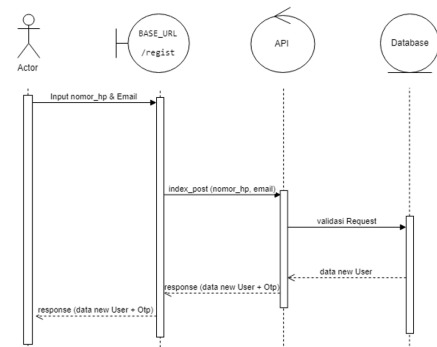 BASE_URL
/regist
API
Database
Actor
Input nomor_hp & Email
index_post (nomor_hp, email)
validasi Request
data new User
response (data new User + Otp)
response (data new User + Otp)